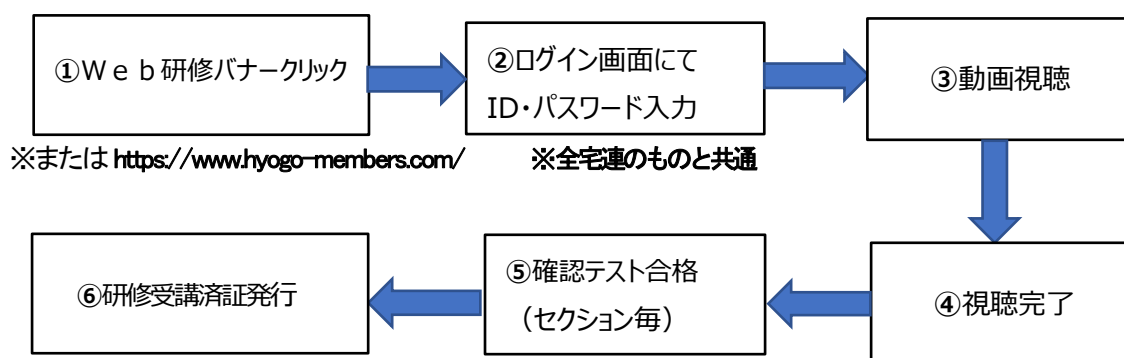 ①Ｗｅｂ研修バナークリック
※または https://www.hyogo-members.com/
②ログイン画面にて
ID・パスワード入力
※全宅連のものと共通
③動画視聴
④視聴完了
⑤確認テスト合格
（セクション毎）
⑥研修受講済証発行